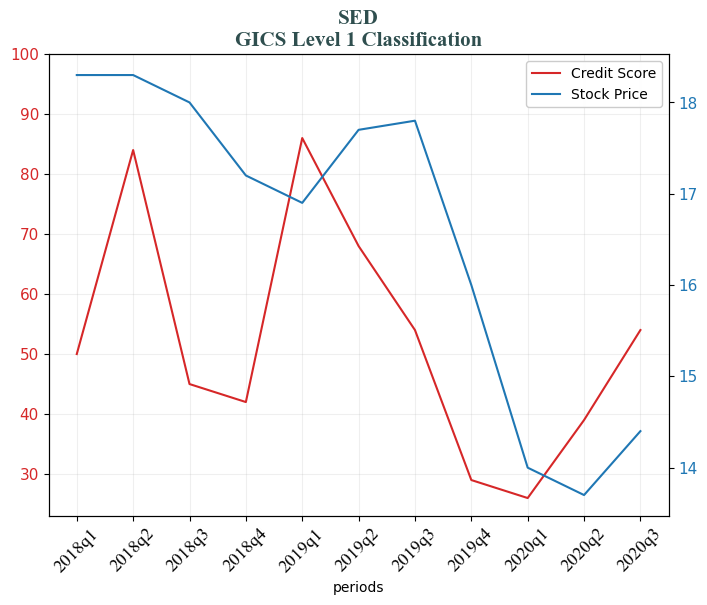 SED
GICS Level 1 Classification
Credit Score
Stock Price
100
90
80
70
60
50
40
30
18
17
16
15
14
2018q1
2018q2
2018q3
2018q4
2019q1
2019q2
2019q3
2019q4
2020q1
2020q2
2020q3
periods